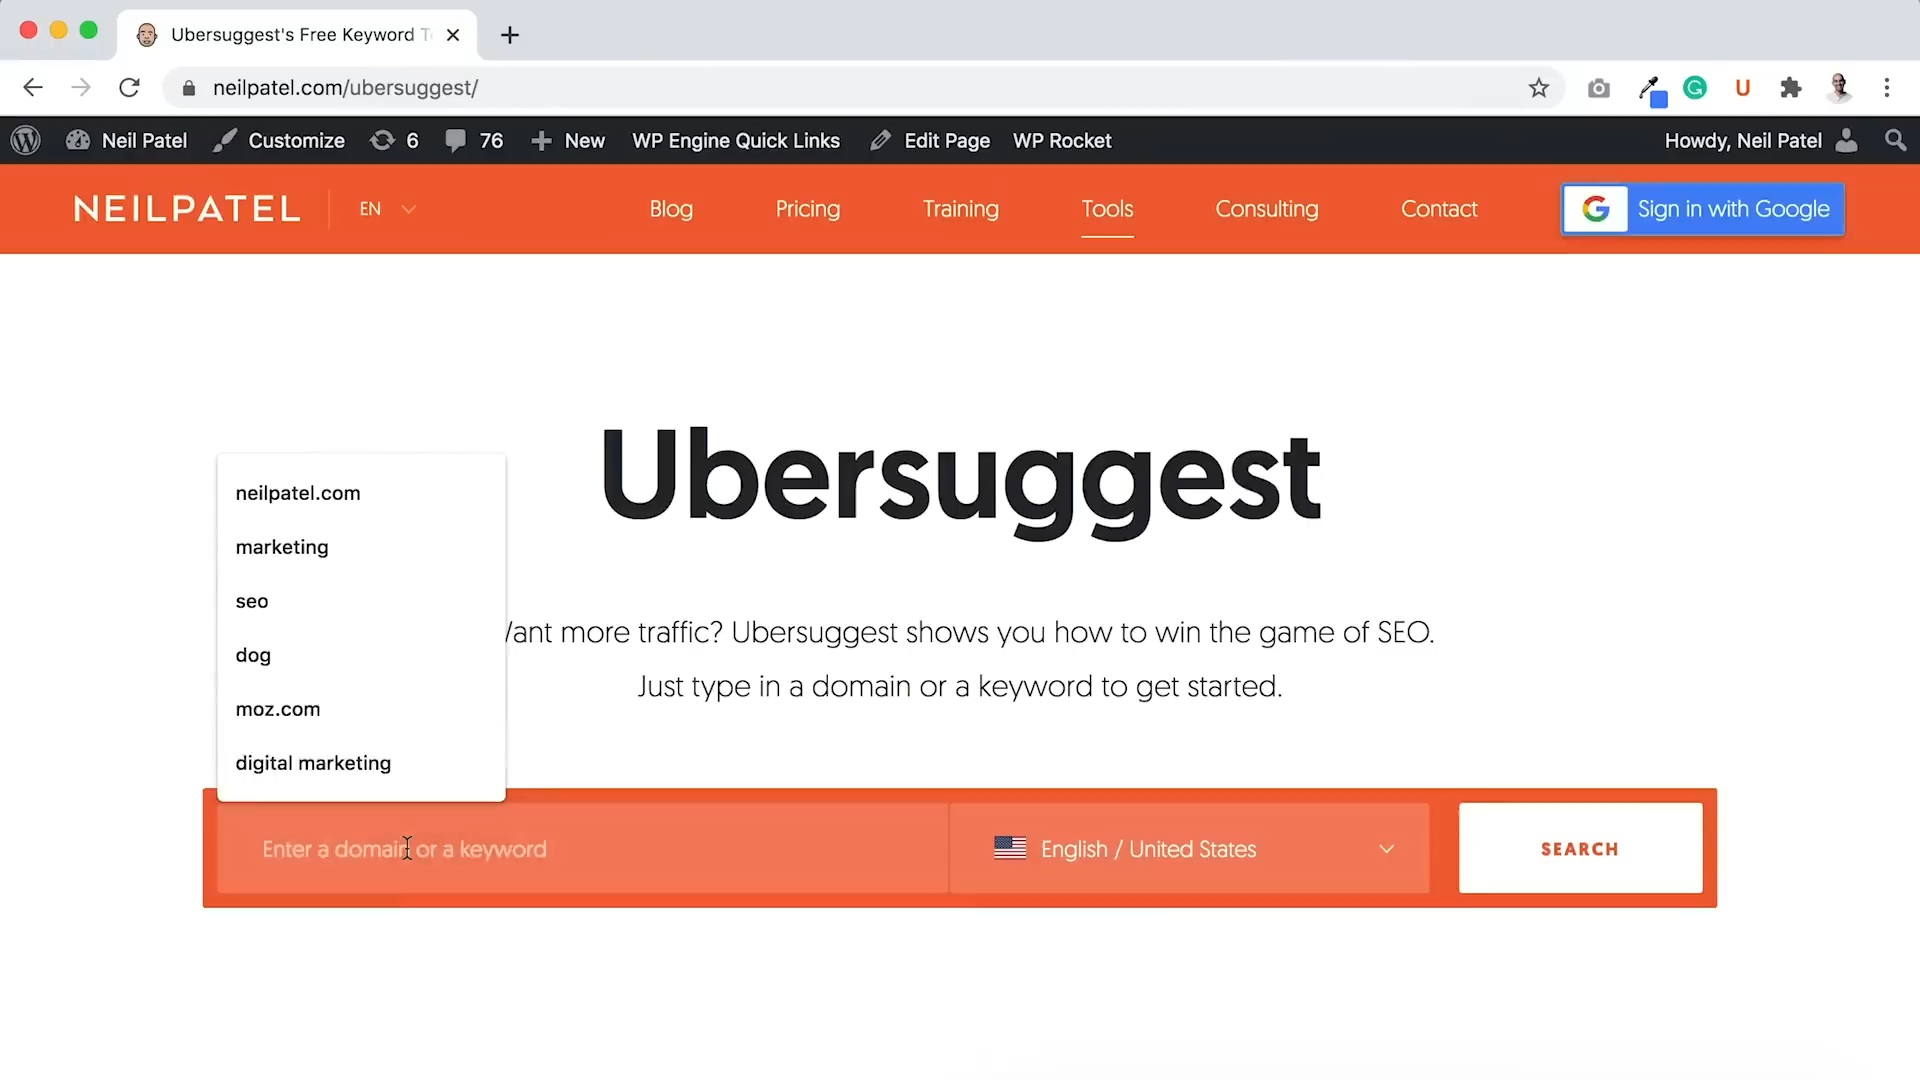 Ubersuggest's Free Keyword T
neilpatel.com/ubersuggest/
Neil Patel Customize 6 76 New WP Engine Quick Links Edit Page WP Rocket Howdy, Neil Patel
NEILPATEL EN Blog Pricing Training Tools Consulting Contact G Sign in with Google
Ubersuggest
neilpatel.com
marketing
seo
dog
moz.com
digital marketing
ant more traffic? Ubersuggest shows you how to win the game of SEO.
Just type in a domain or a keyword to get started.
Enter a domain or a keyword English / United States SEARCH